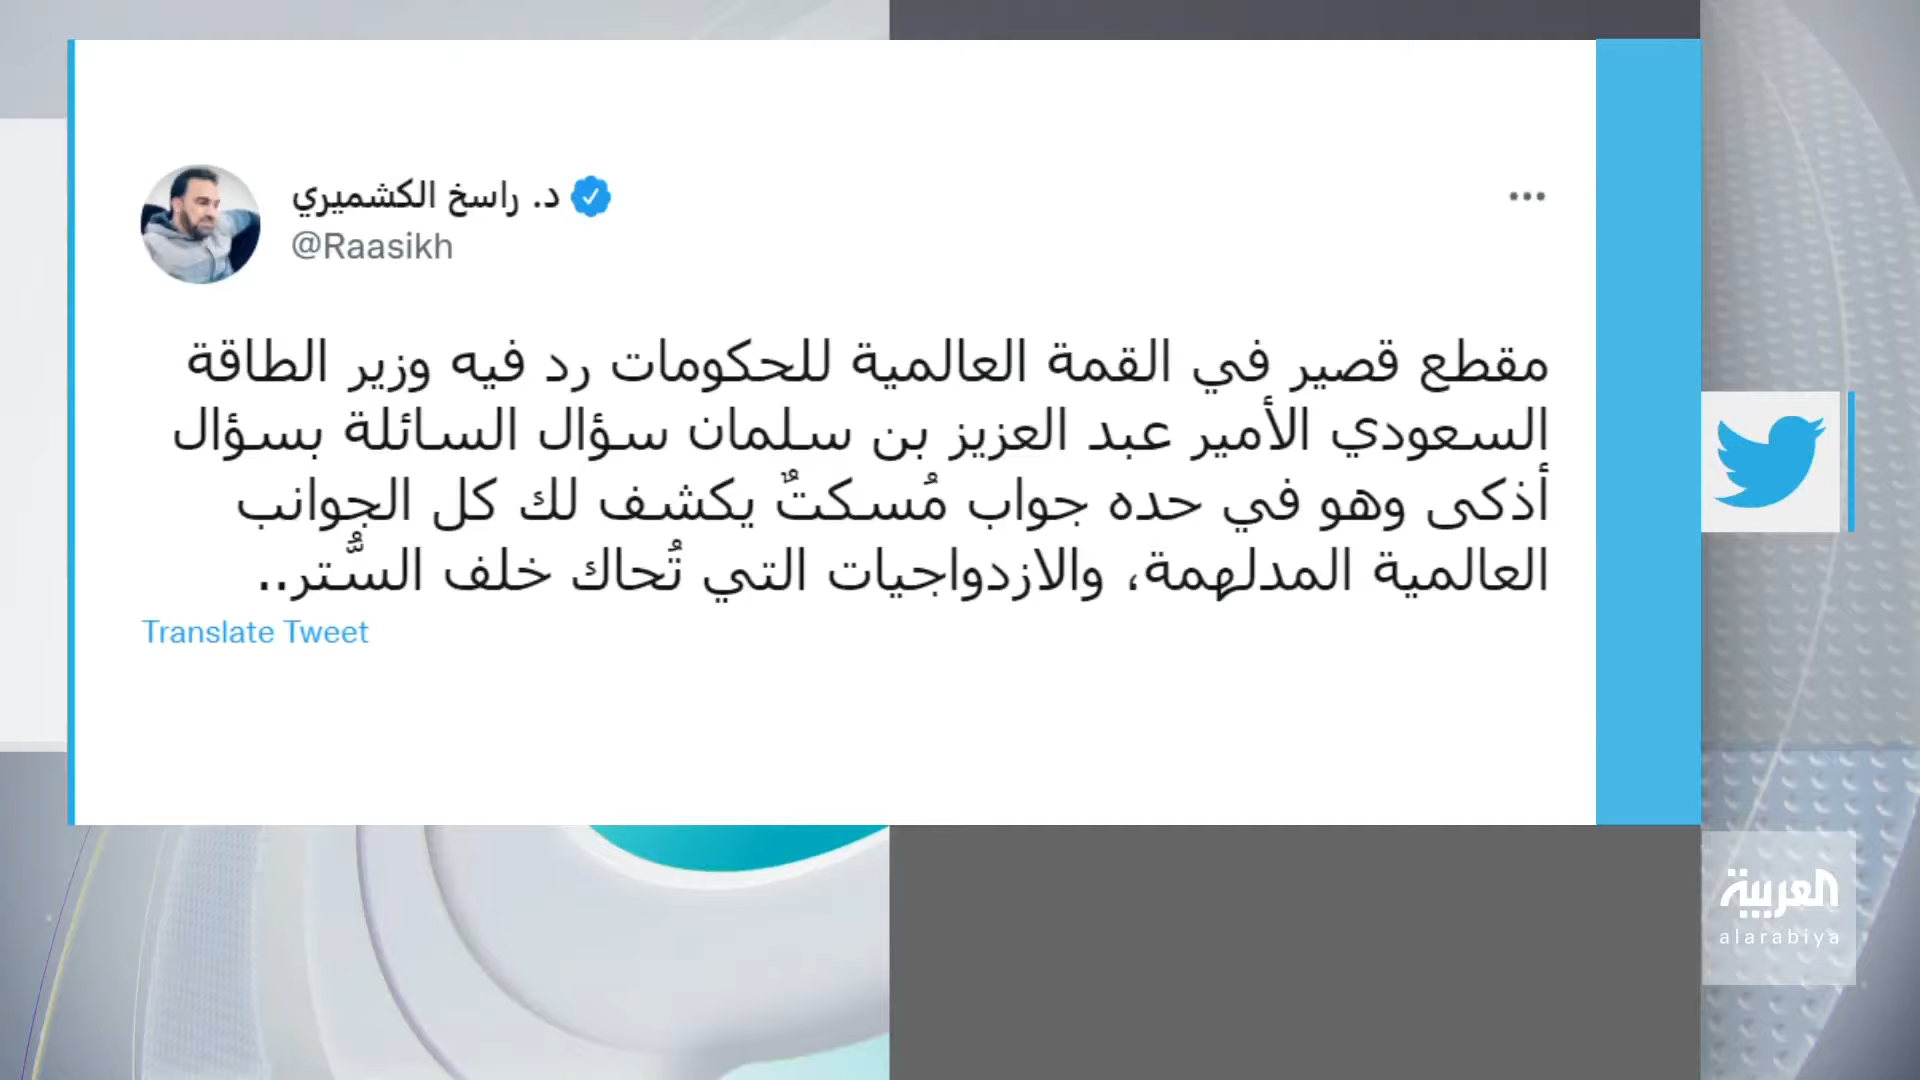 د. راسخ الكشميري
@Raasikh
مقطع قصير في القمة العالمية للحكومات رد فيه وزير الطاقة
السعودي الأمير عبد العزيز بن سلمان سؤال السائلة بسؤال
أذكى وهو في حده جواب مُسكتٌ يكشف لك كل الجوانب
العالمية المدلهمة، والازدواجيات التي تُحاك خلف السُّتر..
Translate Tweet
العربية
alarabiya